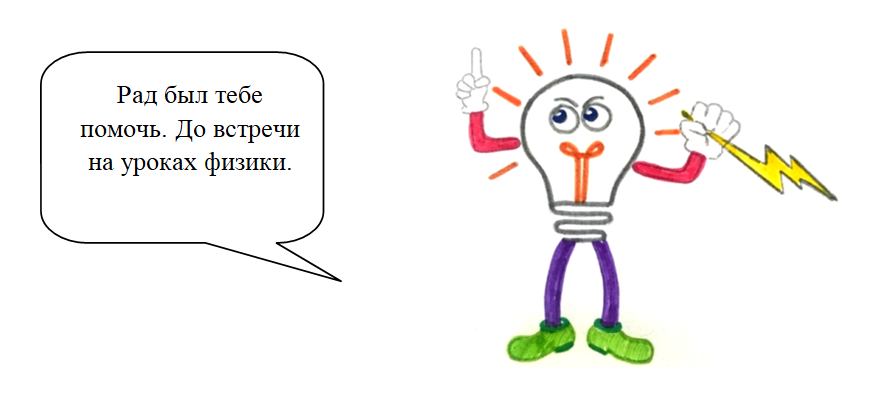 Рад был тебе
помочь. До встречи
на уроках физики.